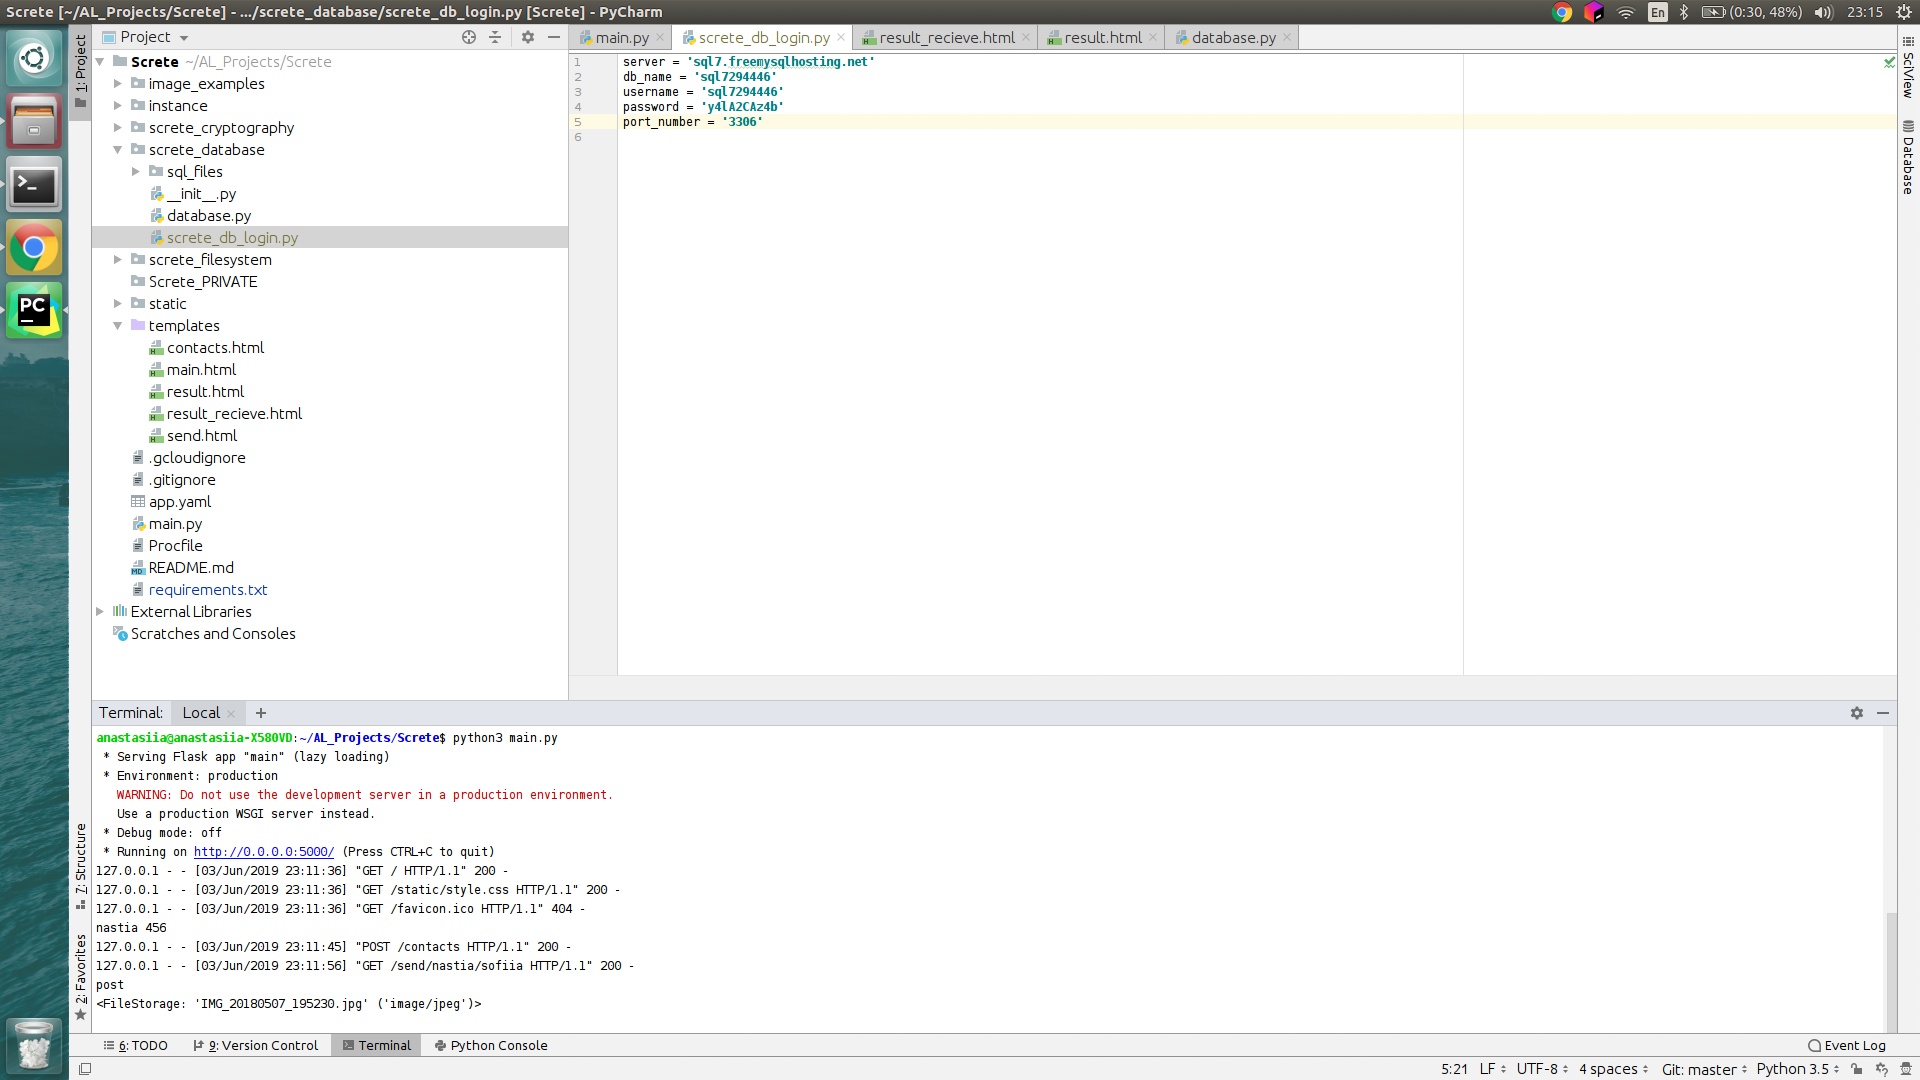 Screte [~/AL_Projects/Screte] - .../screte_database/screte_db_login.py [Screte] - PyCharm
En
(0:30, 48%)
23:15
1: Project
Project
main.py
screte_db_login.py
result_recieve.html
result.html
database.py
Screte ~/AL_Projects/Screte
image_examples
instance
screte_cryptography
screte_database
sql_files
__init__.py
database.py
screte_db_login.py
screte_filesystem
Screte_PRIVATE
static
templates
contacts.html
main.html
result.html
result_recieve.html
send.html
.gcloudignore
.gitignore
app.yaml
main.py
Procfile
README.md
requirements.txt
External Libraries
Scratches and Consoles
1 server = 'sql7.freemysqlhosting.net'
2 db_name = 'sql7294446'
3 username = 'sql7294446'
4 password = 'y4lA2CAz4b'
5 port_number = '3306'
6
SciView
Database
PC
Terminal: Local +
anastasiia@anastasiia-X580VD:~/AL_Projects/Screte$ python3 main.py
* Serving Flask app "main" (lazy loading)
* Environment: production
WARNING: Do not use the development server in a production environment.
Use a production WSGI server instead.
* Debug mode: off
* Running on http://0.0.0.0:5000/ (Press CTRL+C to quit)
127.0.0.1 - - [03/Jun/2019 23:11:36] "GET / HTTP/1.1" 200 -
127.0.0.1 - - [03/Jun/2019 23:11:36] "GET /static/style.css HTTP/1.1" 200 -
127.0.0.1 - - [03/Jun/2019 23:11:36] "GET /favicon.ico HTTP/1.1" 404 -
nastia 456
127.0.0.1 - - [03/Jun/2019 23:11:45] "POST /contacts HTTP/1.1" 200 -
127.0.0.1 - - [03/Jun/2019 23:11:56] "GET /send/nastia/sofiia HTTP/1.1" 200 -
post
<FileStorage: 'IMG_20180507_195230.jpg' ('image/jpeg')>
7: Structure
2: Favorites
6: TODO
9: Version Control
Terminal
Python Console
Event Log
5:21 LF UTF-8 4 spaces Git: master Python 3.5